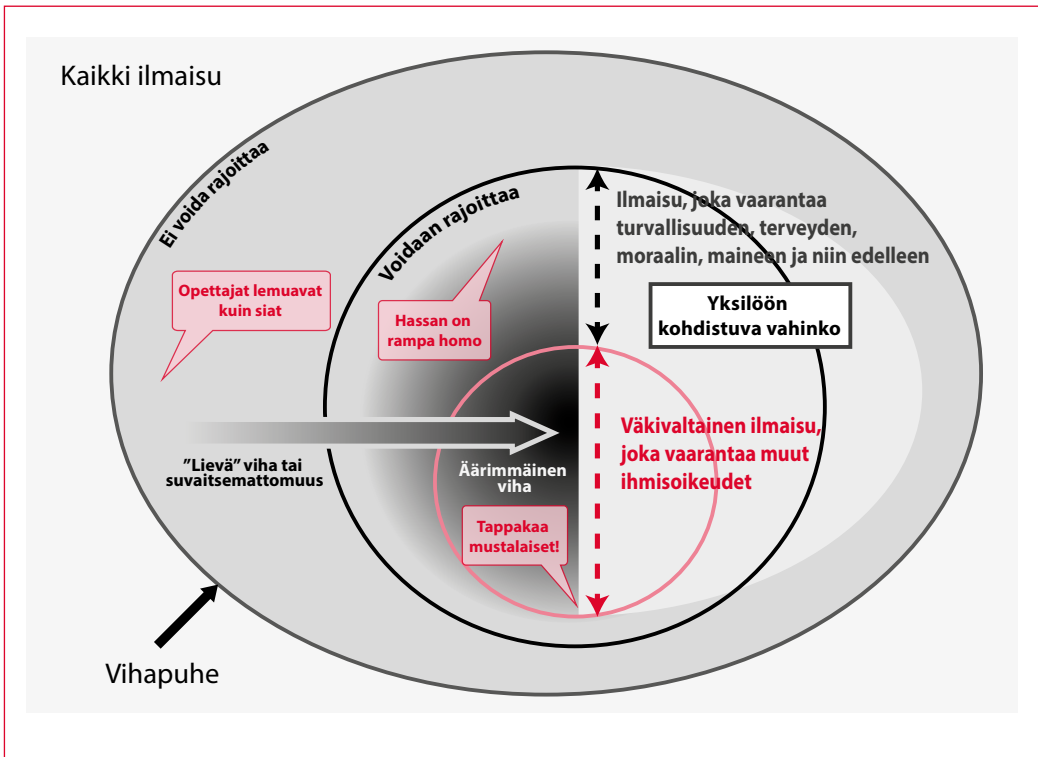 Kaikki ilmaisu
Ei voida rajoittaa
Voidaan rajoittaa
Ilmaisu, joka vaarantaa
turvallisuuden, terveyden,
moraalin, maineen ja niin edelleen
Opettajat lemuavat
kuin siat
Hassan on
rampa homo
Yksilöön
kohdistuva vahinko
Väkivaltainen ilmaisu,
joka vaarantaa muut
ihmisoikeudet
”Lievä” viha tai
suvaitsemattomuus
Äärimmäinen
viha
Tappakaa
mustalaiset!
Vihapuhe